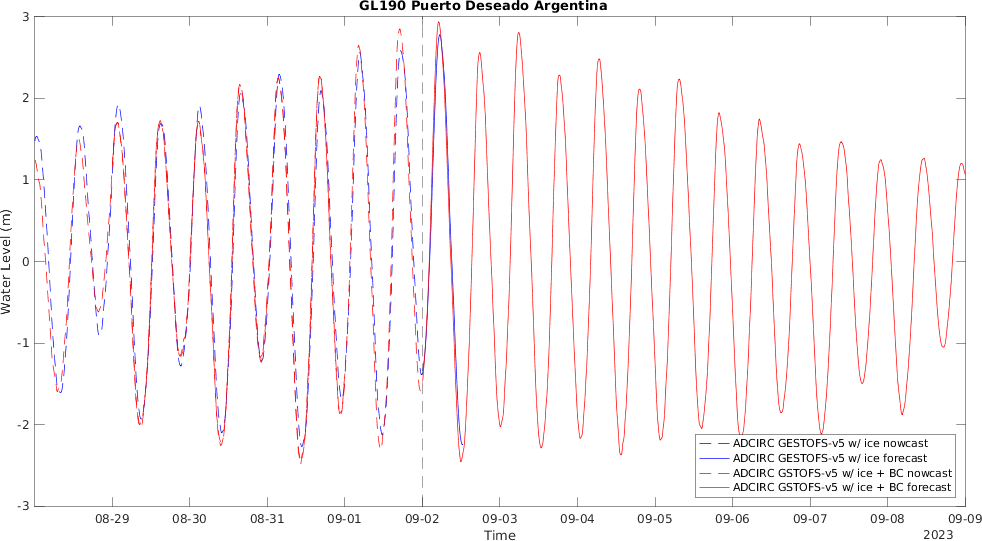 GL190 Puerto Deseado Argentina
3
2
1
0
-1
-2
-3
Water Level (m)
ADCIRC GESTOFS-v5 w/ ice nowcast
ADCIRC GESTOFS-v5 w/ ice forecast
ADCIRC GSTOFS-v5 w/ ice + BC nowcast
ADCIRC GSTOFS-v5 w/ ice + BC forecast
08-29 08-30 08-31 09-01 09-02 09-03 09-04 09-05 09-06 09-07 09-08 09-09
Time
2023